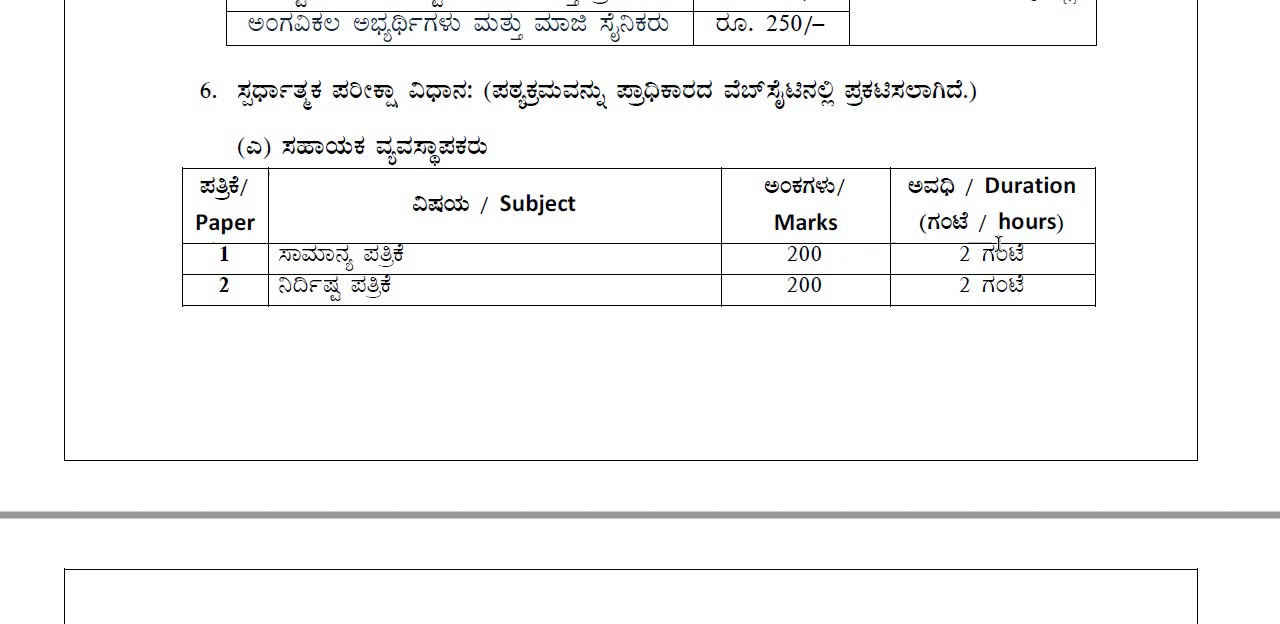 ಅಂಗವಿಕಲ ಅಭ್ಯರ್ಥಿಗಳು ಮತ್ತು ಮಾಜಿ ಸೈನಿಕರು ರೂ. 250/–
6. ಸ್ಪರ್ಧಾತ್ಮಕ ಪರೀಕ್ಷಾ ವಿಧಾನ: (ಪಠ್ಯಕ್ರಮವನ್ನು ಪ್ರಾಧಿಕಾರದ ವೆಬ್‌ಸೈಟಿನಲ್ಲಿ ಪ್ರಕಟಿಸಲಾಗಿದೆ.)
(ಎ) ಸಹಾಯಕ ವ್ಯವಸ್ಥಾಪಕರು
ಪತ್ರಿಕೆ/ Paper ವಿಷಯ / Subject ಅಂಕಗಳು/ Marks ಅವಧಿ / Duration (ಗಂಟೆ / hours)
1 ಸಾಮಾನ್ಯ ಪತ್ರಿಕೆ 200 2 ಗಂಟೆ
2 ನಿರ್ದಿಷ್ಟ ಪತ್ರಿಕೆ 200 2 ಗಂಟೆ